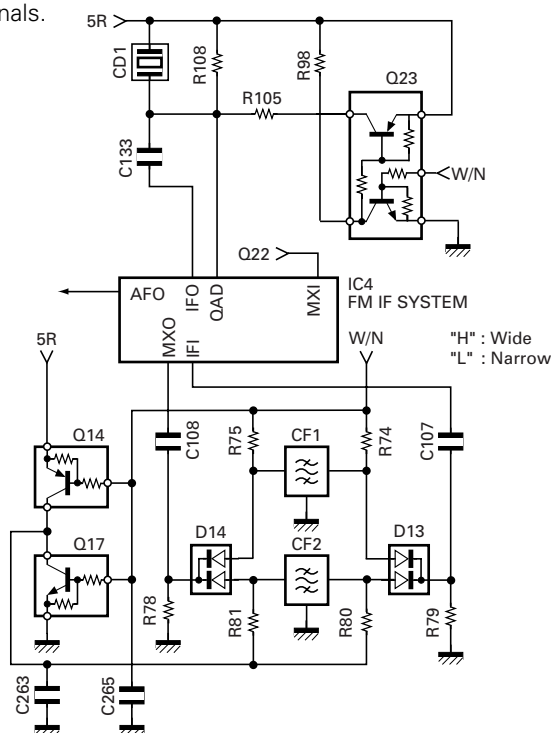 nals.
5R
CD1
R108
R98
Q23
R105
C133
W/N
Q22
AFO
IFO
QAD
MXI
IC4
FM IF SYSTEM
MXO
IFI
5R
W/N
"H" : Wide
"L" : Narrow
Q14
C108
R75
CF1
R74
C107
Q17
D14
CF2
D13
R78
R81
R80
R79
C263
C265